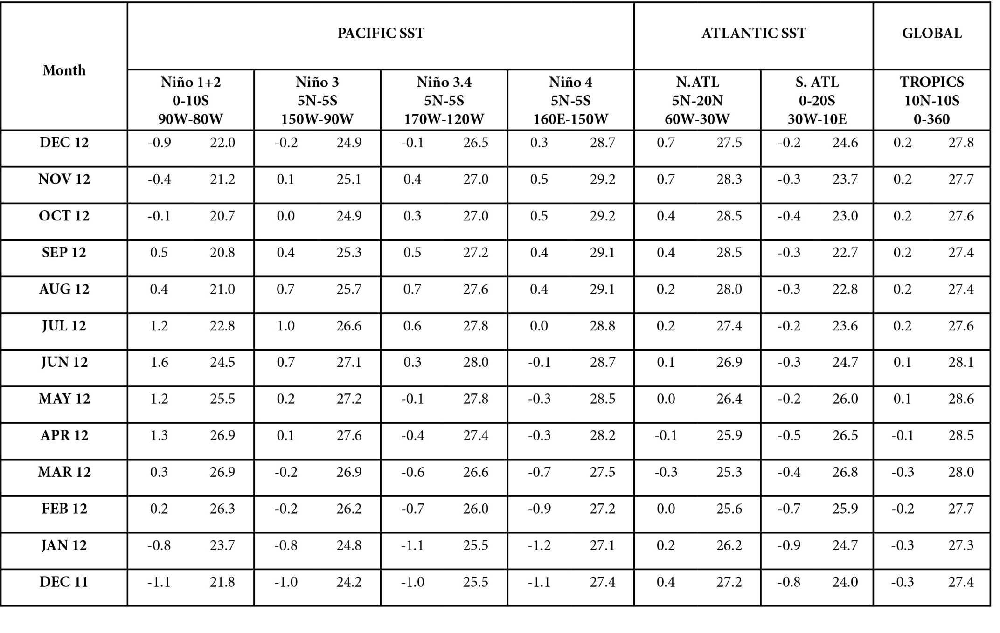 PACIFIC SST ATLANTIC SST GLOBAL
Month
Niño 1+2 Niño 3 Niño 3.4 Niño 4 N.ATL S. ATL TROPICS
0-10S 5N-5S 5N-5S 5N-5S 5N-20N 0-20S 10N-10S
90W-80W 150W-90W 170W-120W 160E-150W 60W-30W 30W-10E 0-360
DEC 12 -0.9 22.0 -0.2 24.9 -0.1 26.5 0.3 28.7 0.7 27.5 -0.2 24.6 0.2 27.8
NOV 12 -0.4 21.2 0.1 25.1 0.4 27.0 0.5 29.2 0.7 28.3 -0.3 23.7 0.2 27.7
OCT 12 -0.1 20.7 0.0 24.9 0.3 27.0 0.5 29.2 0.4 28.5 -0.4 23.0 0.2 27.6
SEP 12 0.5 20.8 0.4 25.3 0.5 27.2 0.4 29.1 0.4 28.5 -0.3 22.7 0.2 27.4
AUG 12 0.4 21.0 0.7 25.7 0.7 27.6 0.4 29.1 0.2 28.0 -0.3 22.8 0.2 27.4
JUL 12 1.2 22.8 1.0 26.6 0.6 27.8 0.0 28.8 0.2 27.4 -0.2 23.6 0.2 27.6
JUN 12 1.6 24.5 0.7 27.1 0.3 28.0 -0.1 28.7 0.1 26.9 -0.3 24.7 0.1 28.1
MAY 12 1.2 25.5 0.2 27.2 -0.1 27.8 -0.3 28.5 0.0 26.4 -0.2 26.0 0.1 28.6
APR 12 1.3 26.9 0.1 27.6 -0.4 27.4 -0.3 28.2 -0.1 25.9 -0.5 26.5 -0.1 28.5
MAR 12 0.3 26.9 -0.2 26.9 -0.6 26.6 -0.7 27.5 -0.3 25.3 -0.4 26.8 -0.3 28.0
FEB 12 0.2 26.3 -0.2 26.2 -0.7 26.0 -0.9 27.2 0.0 25.6 -0.7 25.9 -0.2 27.7
JAN 12 -0.8 23.7 -0.8 24.8 -1.1 25.5 -1.2 27.1 0.2 26.2 -0.9 24.7 -0.3 27.3
DEC 11 -1.1 21.8 -1.0 24.2 -1.0 25.5 -1.1 27.4 0.4 27.2 -0.8 24.0 -0.3 27.4